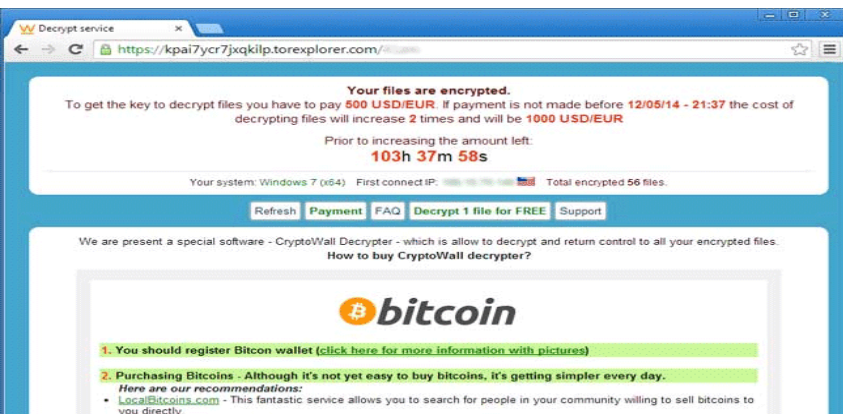 Decrypt service
https://kpai7ycr7jxqkilp.torexplorer.com/
Your files are encrypted.
To get the key to decrypt files you have to pay 500 USD/EUR. If payment is not made before 12/05/14 - 21:37 the cost of
decrypting files will increase 2 times and will be 1000 USD/EUR
Prior to increasing the amount left:
103h 37m 58s
Your system: Windows 7 (x64) First connect IP: Total encrypted 56 files.
Refresh Payment FAQ Decrypt 1 file for FREE Support
We are present a special software - CryptoWall Decrypter - which is allow to decrypt and return control to all your encrypted files.
How to buy CryptoWall decrypter?
bitcoin
1. You should register Bitcon wallet (click here for more information with pictures)
2. Purchasing Bitcoins - Although it's not yet easy to buy bitcoins, it's getting simpler every day.
Here are our recommendations:
• LocalBitcoins.com - This fantastic service allows you to search for people in your community willing to sell bitcoins to
you directly